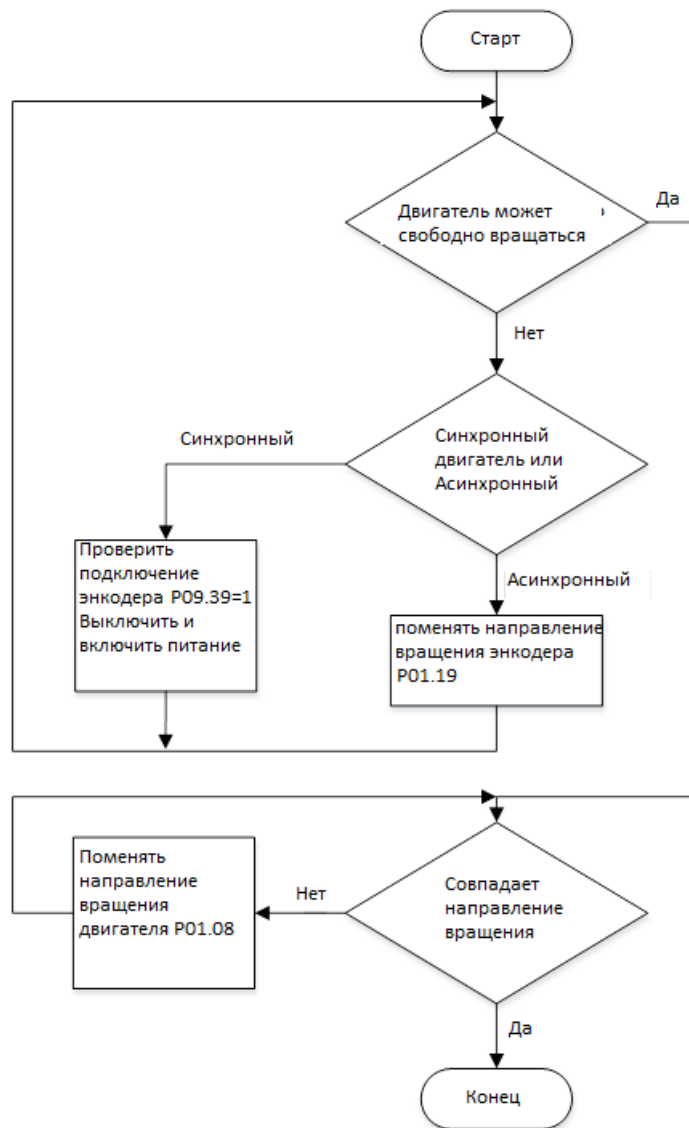 Старт
Двигатель может
свободно вращаться
Да
Нет
Синхронный
Синхронный
двигатель или
Асинхронный
Проверить
подключение
энкодера P09.39=1
Выключить и
включить питание
Асинхронный
поменять направление
вращения энкодера
P01.19
Поменять
направление
вращения
двигателя P01.08
Нет
Совпадает
направление
вращения
Да
Конец